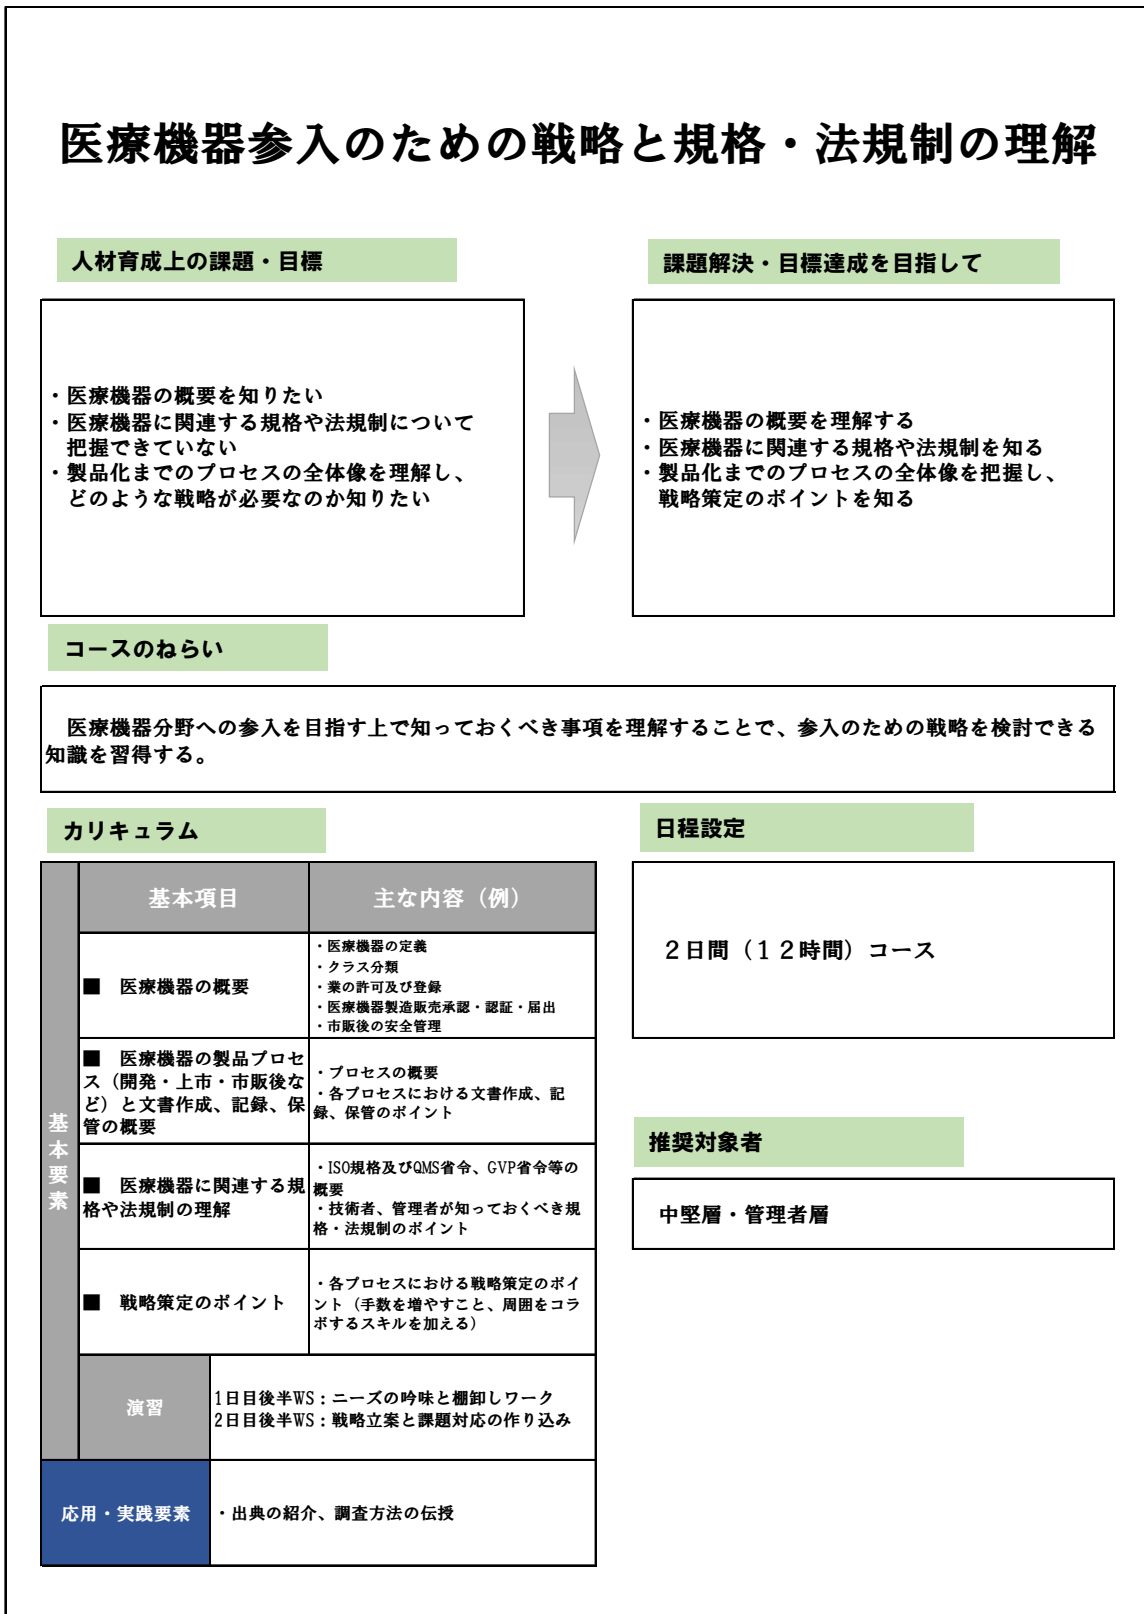 医療機器参入のための戦略と規格・法規制の理解
人材育成上の課題・目標
・医療機器の概要を知りたい
・医療機器に関連する規格や法規制について
把握できていない
・製品化までのプロセスの全体像を理解し、
どのような戦略が必要なのか知りたい
課題解決・目標達成を目指して
・医療機器の概要を理解する
・医療機器に関連する規格や法規制を知る
・製品化までのプロセスの全体像を把握し、
戦略策定のポイントを知る
コースのねらい
医療機器分野への参入を目指す上で知っておくべき事項を理解することで、参入のための戦略を検討できる
知識を習得する。
カリキュラム
基本要素
基本項目
主な内容（例）
■　医療機器の概要
・医療機器の定義
・クラス分類
・業の許可及び登録
・医療機器製造販売承認・認証・届出
・市販後の安全管理
■　医療機器の製品プロセ
ス（開発・上市・市販後な
ど）と文書作成、記録、保
管の概要
・プロセスの概要
・各プロセスにおける文書作成、記
録、保管のポイント
■　医療機器に関連する規
格や法規制の理解
・ISO規格及びQMS省令、GVP省令等の
概要
・技術者、管理者が知っておくべき規
格・法規制のポイント
■　戦略策定のポイント
・各プロセスにおける戦略策定のポイ
ント（手数を増やすこと、周囲をコラ
ボするスキルを加える）
演習
1日目後半WS：ニーズの吟味と棚卸しワーク
2日目後半WS：戦略立案と課題対応の作り込み
応用・実践要素
・出典の紹介、調査方法の伝授
日程設定
２日間（１２時間）コース
推奨対象者
中堅層・管理者層